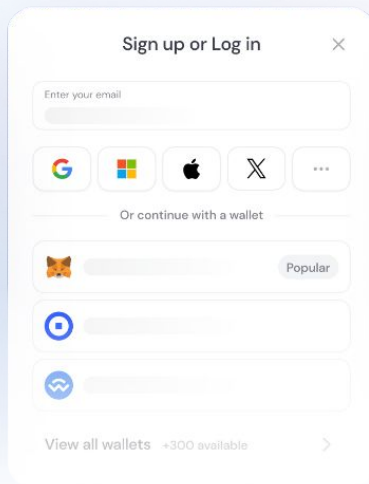 Sign up or Log in
Enter your email
Or continue with a wallet
Popular
View all wallets +300 available